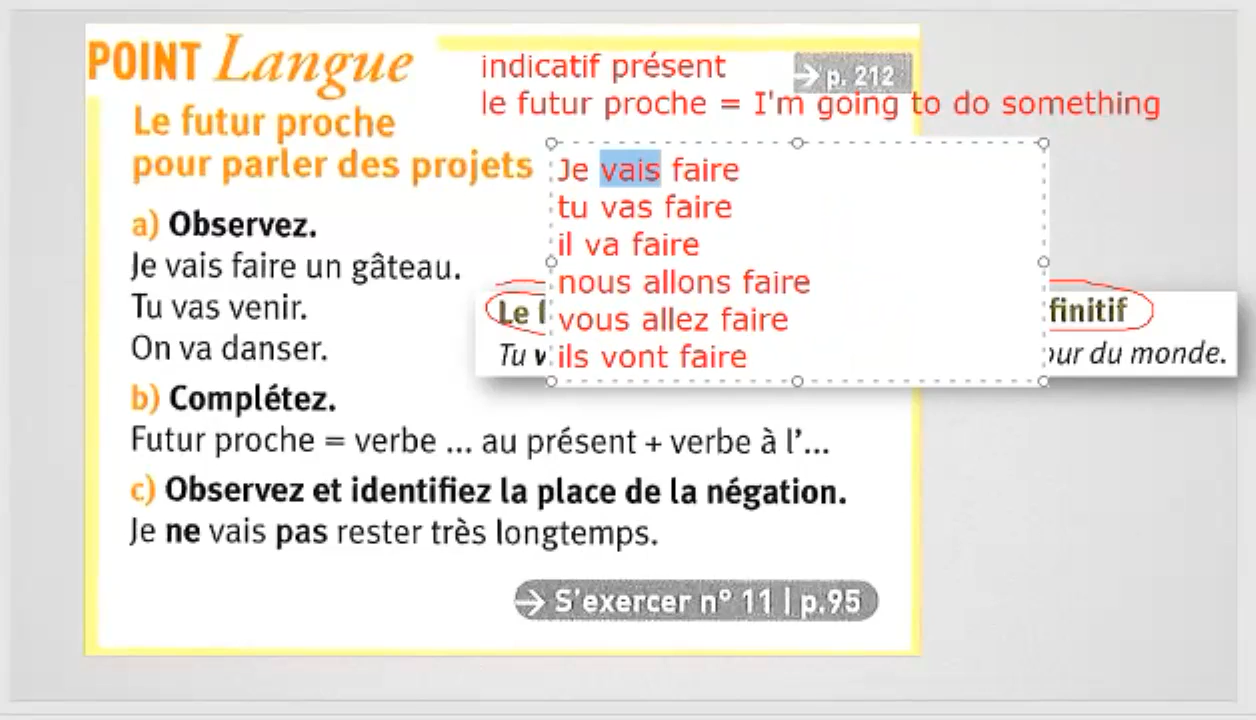 POINT Langue
indicatif présent
→ p. 212
le futur proche = I'm going to do something
Le futur proche
pour parler des projets
Je vais faire
tu vas faire
il va faire
nous allons faire
vous allez faire
ils vont faire
a) Observez.
Je vais faire un gâteau.
Tu vas venir.
On va danser.
Le
Tu
du monde.
b) Complétez.
Futur proche = verbe ... au présent + verbe à l'...
c) Observez et identifiez la place de la négation.
Je ne vais pas rester très longtemps.
→ S'exercer n° 11 | p.95